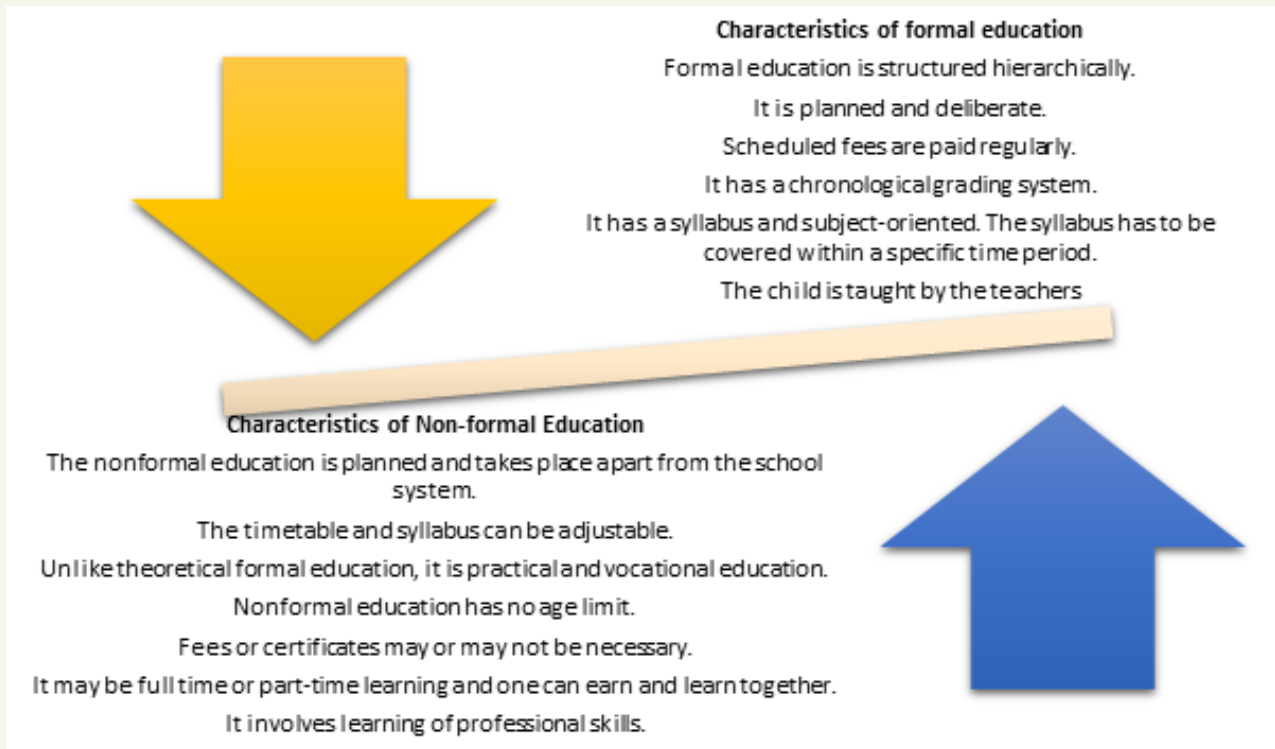 Characteristics of formal education
Formal education is structured hierarchically.
It is planned and deliberate.
Scheduled fees are paid regularly.
It has a chronological grading system.
It has a syllabus and subject-oriented. The syllabus has to be
covered within a specific time period.
The child is taught by the teachers
Characteristics of Non-formal Education
The nonformal education is planned and takes place apart from the school
system.
The timetable and syllabus can be adjustable.
Unlike theoretical formal education, it is practical and vocational education.
Nonformal education has no age limit.
Fees or certificates may or may not be necessary.
It may be full time or part-time learning and one can earn and learn together.
It involves learning of professional skills.